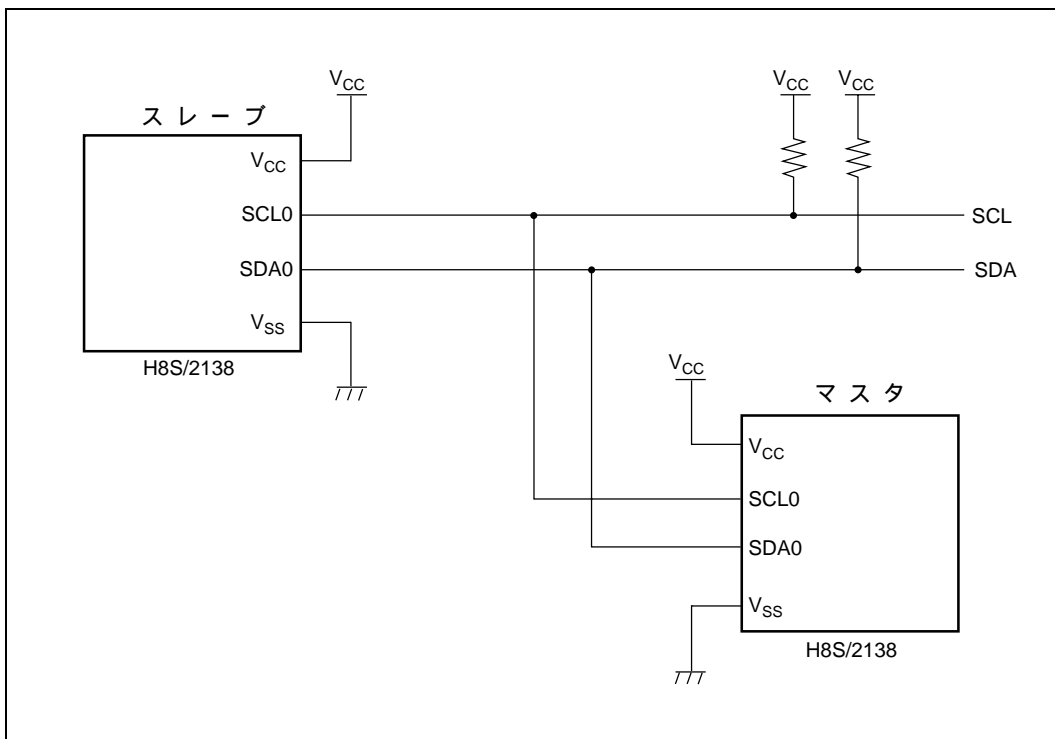 スレーブ
VCC
VCC
SCL0
SDA0
VSS
H8S/2138
VCC
VCC
SCL
SDA
マスタ
VCC
VCC
SCL0
SDA0
VSS
H8S/2138